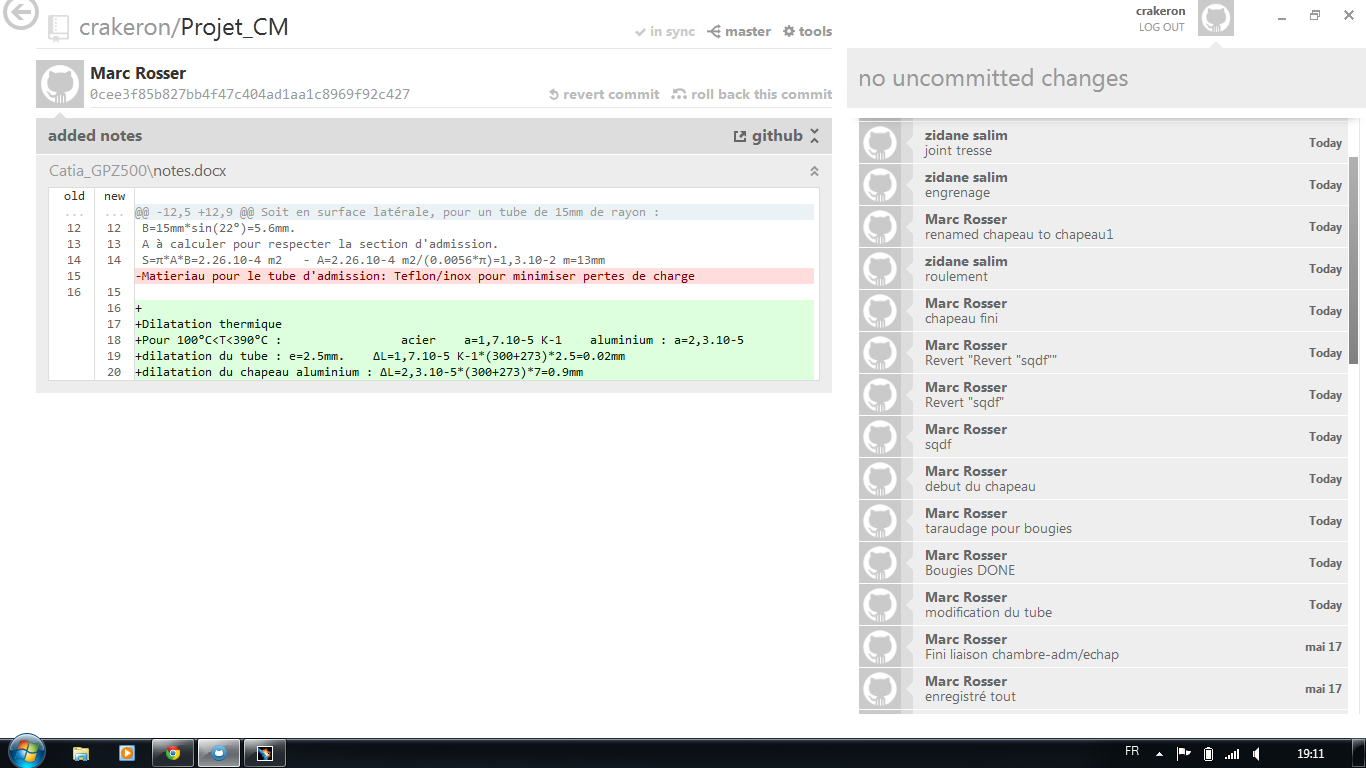 crakeron/Projet_CM
in sync
master
tools
crakeron
LOG OUT
Marc Rosser
0cee3f85b827bb4f47c404ad1aa1c8969f92c427
revert commit
roll back this commit
added notes
github
Catia_GPZ500\notes.docx
old new
... ... @@ -12,5 +12,9 @@ Soit en surface latérale, pour un tube de 15mm de rayon :
12 12 B=15mm*sin(22°)=5.6mm.
13 13 A à calculer pour respecter la section d'admission.
14 14 S=π*A*B=2.26.10-4 m2 - A=2.26.10-4 m2/(0.0056*π)=1,3.10-2 m=13mm
15 -Matieriau pour le tube d'admission: Teflon/inox pour minimiser pertes de charge
16 15
16 +
17 +Dilatation thermique
18 +Pour 100°C<T<390°C : acier a=1,7.10-5 K-1 aluminium : a=2,3.10-5
19 +dilatation du tube : e=2.5mm. ΔL=1,7.10-5 K-1*(300+273)*2.5=0.02mm
20 +dilatation du chapeau aluminium : ΔL=2,3.10-5*(300+273)*7=0.9mm
no uncommitted changes
zidane salim
joint tresse
Today
zidane salim
engrenage
Today
Marc Rosser
renamed chapeau to chapeau1
Today
zidane salim
roulement
Today
Marc Rosser
chapeau fini
Today
Marc Rosser
Revert "Revert "sqdf""
Today
Marc Rosser
Revert "sqdf"
Today
Marc Rosser
sqdf
Today
Marc Rosser
debut du chapeau
Today
Marc Rosser
taraudage pour bougies
Today
Marc Rosser
Bougies DONE
Today
Marc Rosser
modification du tube
Today
Marc Rosser
Fini liaison chambre-adm/echap
mai 17
Marc Rosser
enregistré tout
mai 17
FR
19:11